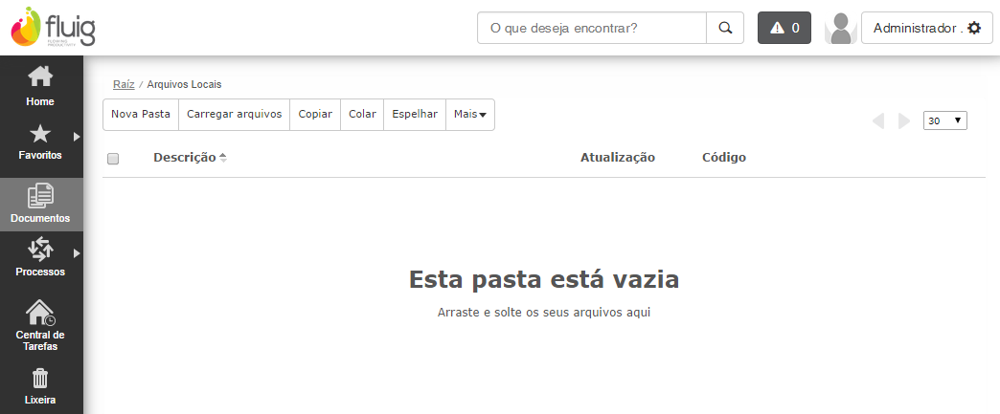 fluig
O que deseja encontrar?
0
Administrador .
Home
Favoritos
Documentos
Processos
Central de
Tarefas
Lixeira
Raíz / Arquivos Locais
Nova Pasta Carregar arquivos Copiar Colar Espelhar Mais
30
Descrição Atualização Código
Esta pasta está vazia
Arraste e solte os seus arquivos aqui